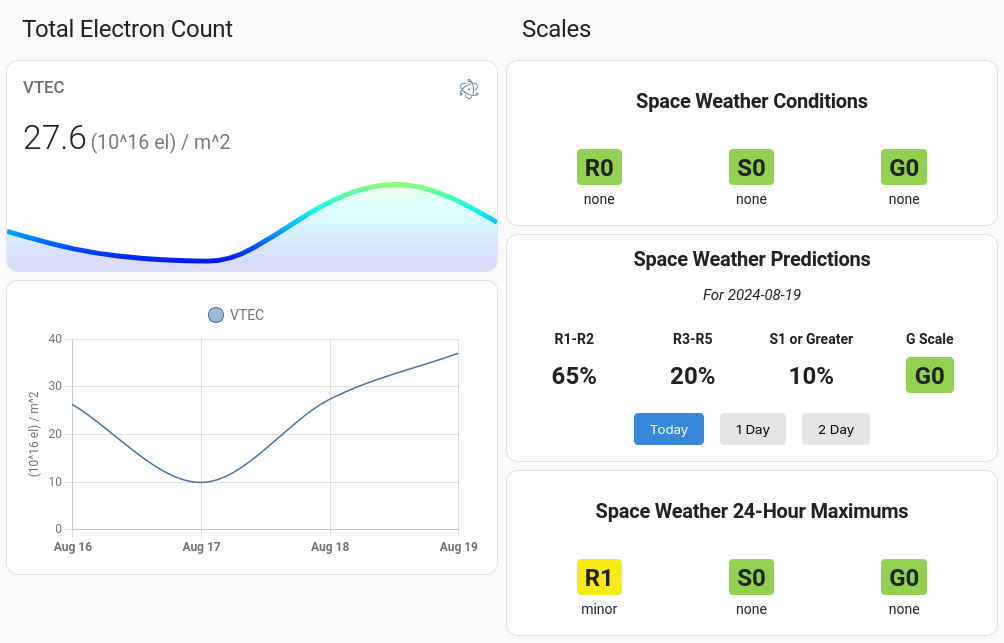 Total Electron Count
VTEC
27.6 (10^16 el) / m^2
VTEC
(10^16 el) / m^2
40
30
20
10
0
Aug 16 Aug 17 Aug 18 Aug 19
Scales
Space Weather Conditions
R0 S0 G0
none none none
Space Weather Predictions
For 2024-08-19
R1-R2 R3-R5 S1 or Greater G Scale
65% 20% 10% G0
Today 1 Day 2 Day
Space Weather 24-Hour Maximums
R1 S0 G0
minor none none